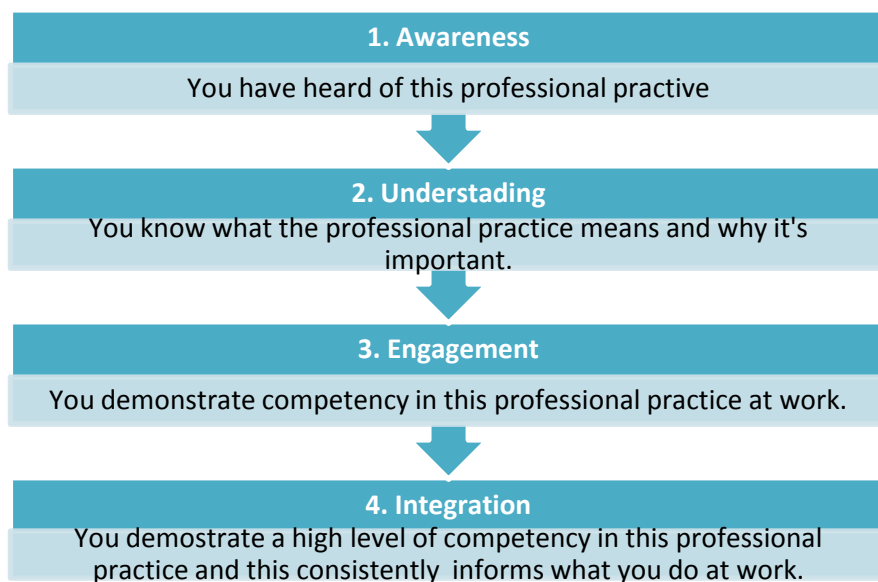 1. Awareness
You have heard of this professional practive
2. Understading
You know what the professional practice means and why it's
important.
3. Engagement
You demonstrate competency in this professional practice at work.
4. Integration
You demostrate a high level of competency in this professional
practice and this consistently informs what you do at work.